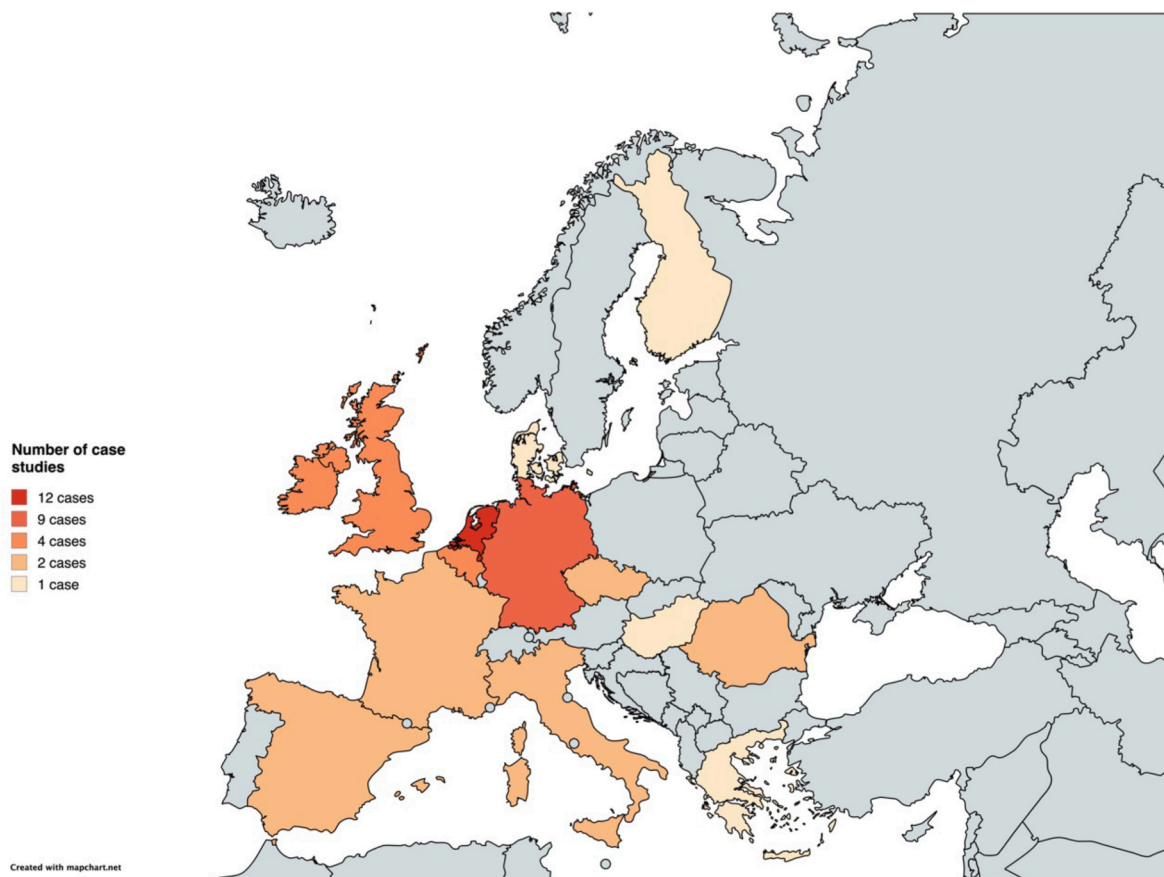 Number of case
studies
12 cases
9 cases
4 cases
2 cases
1 case
Created with mapchart.net